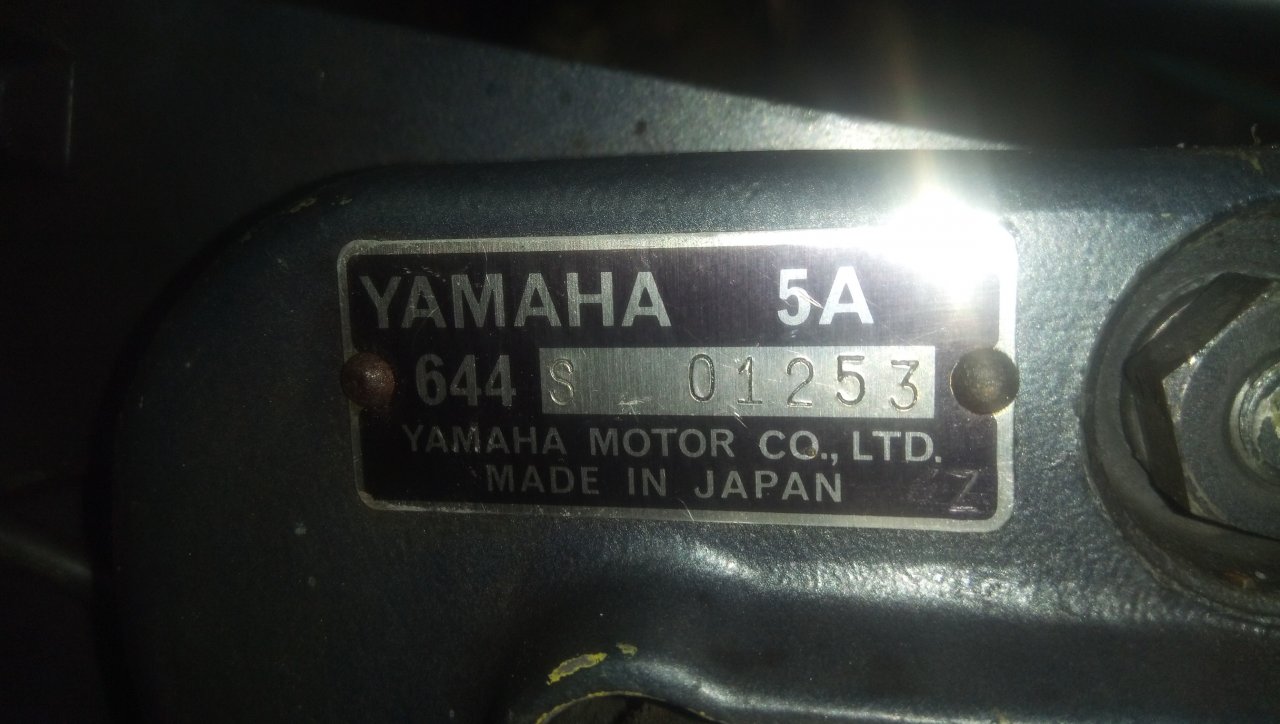 YAMAHA 5A
644 S 01253
YAMAHA MOTOR CO., LTD.
MADE IN JAPAN
Z